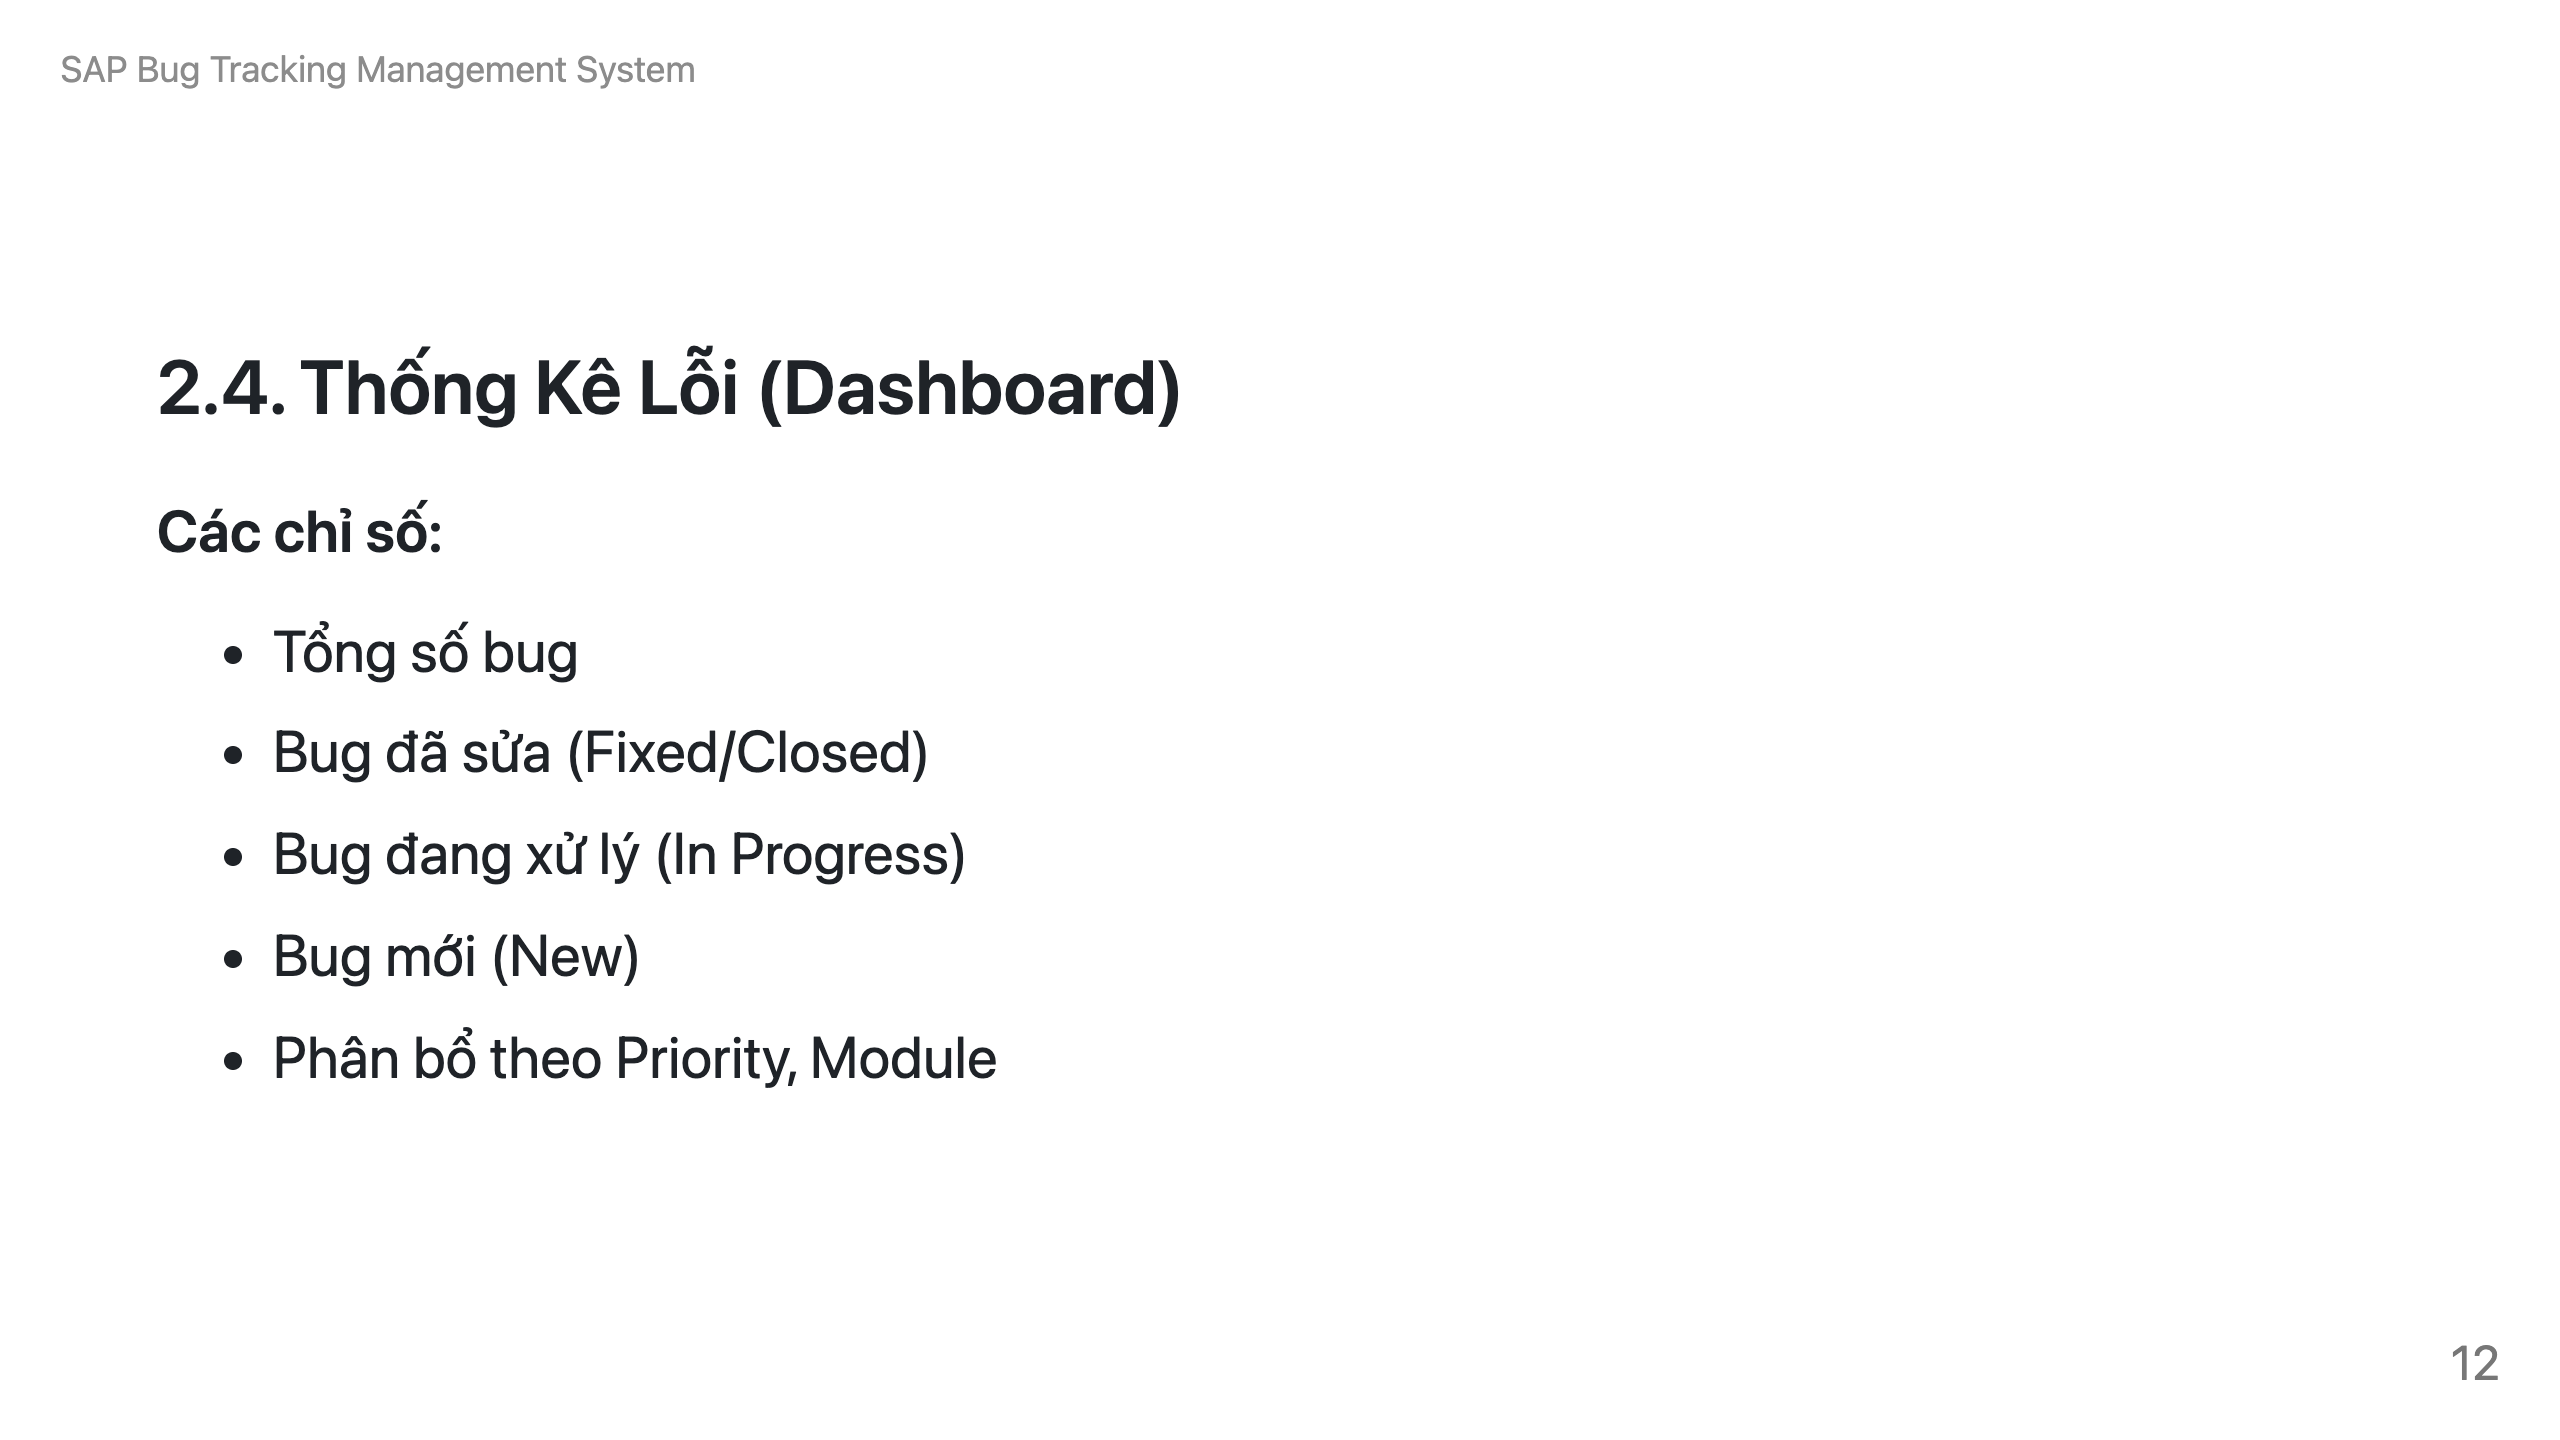 SAP Bug Tracking Management System
2.4. Thống Kê Lỗi (Dashboard)
Các chỉ số:
• Tổng số bug
• Bug đã sửa (Fixed/Closed)
• Bug đang xử lý (In Progress)
• Bug mới (New)
• Phân bổ theo Priority, Module
12